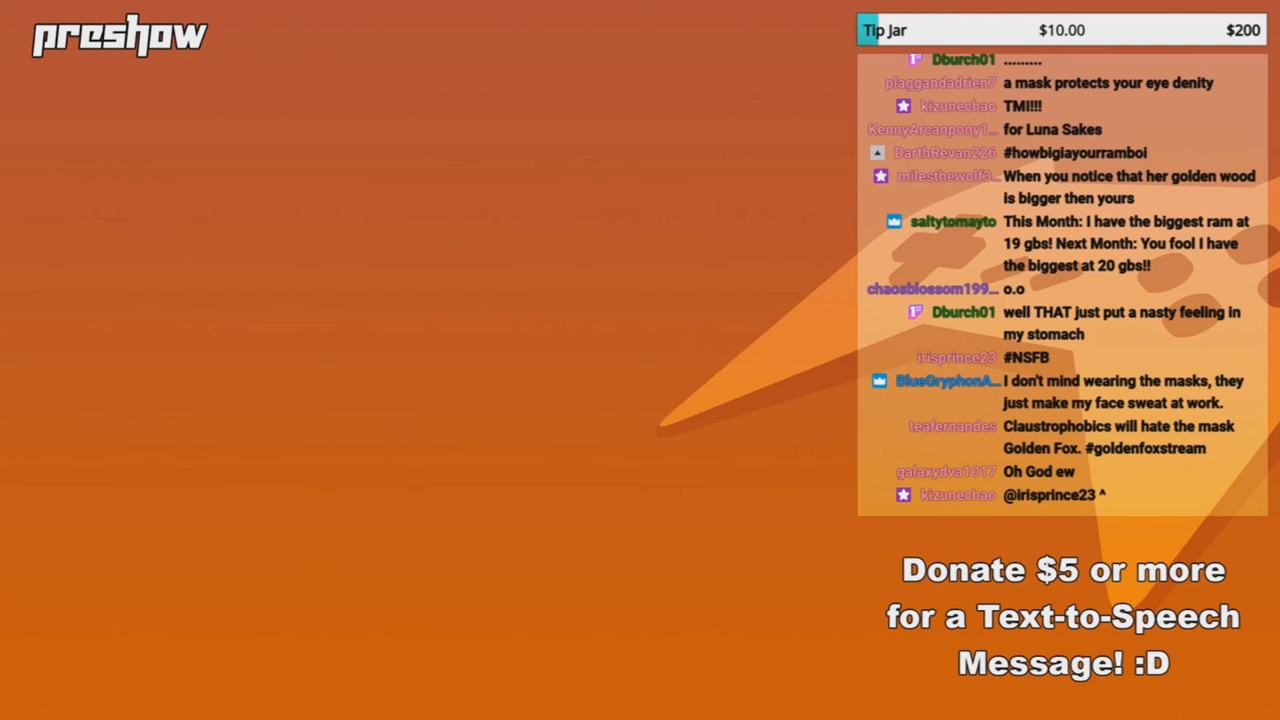 preshow
Tip Jar $10.00 $200
Dburch01 .........
plaggandadrien7 a mask protects your eye denity
kizunechao TMI!!!
KennyArcanpony1... for Luna Sakes
DarthRevan226 #howbigiayourramboi
milesthewolf3... When you notice that her golden wood
is bigger then yours
saltytomayto This Month: I have the biggest ram at
19 gbs! Next Month: You fool I have
the biggest at 20 gbs!!
chaosblossom199... o.o
Dburch01 well THAT just put a nasty feeling in
my stomach
irisprince23 #NSFB
BlueGryphonA... I don't mind wearing the masks, they
just make my face sweat at work.
teafernandes Claustrophobics will hate the mask
Golden Fox. #goldenfoxstream
galaxydva1017 Oh God ew
kizunechao @irisprince23 ^
Donate $5 or more
for a Text-to-Speech
Message! :D